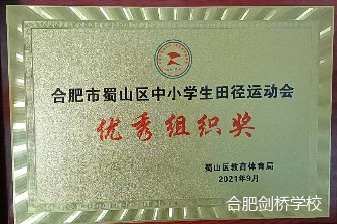 合肥市蜀山区中小学生田径运动会
优秀组织奖
蜀山区教育体育局
2021年9月
合肥剑桥学校